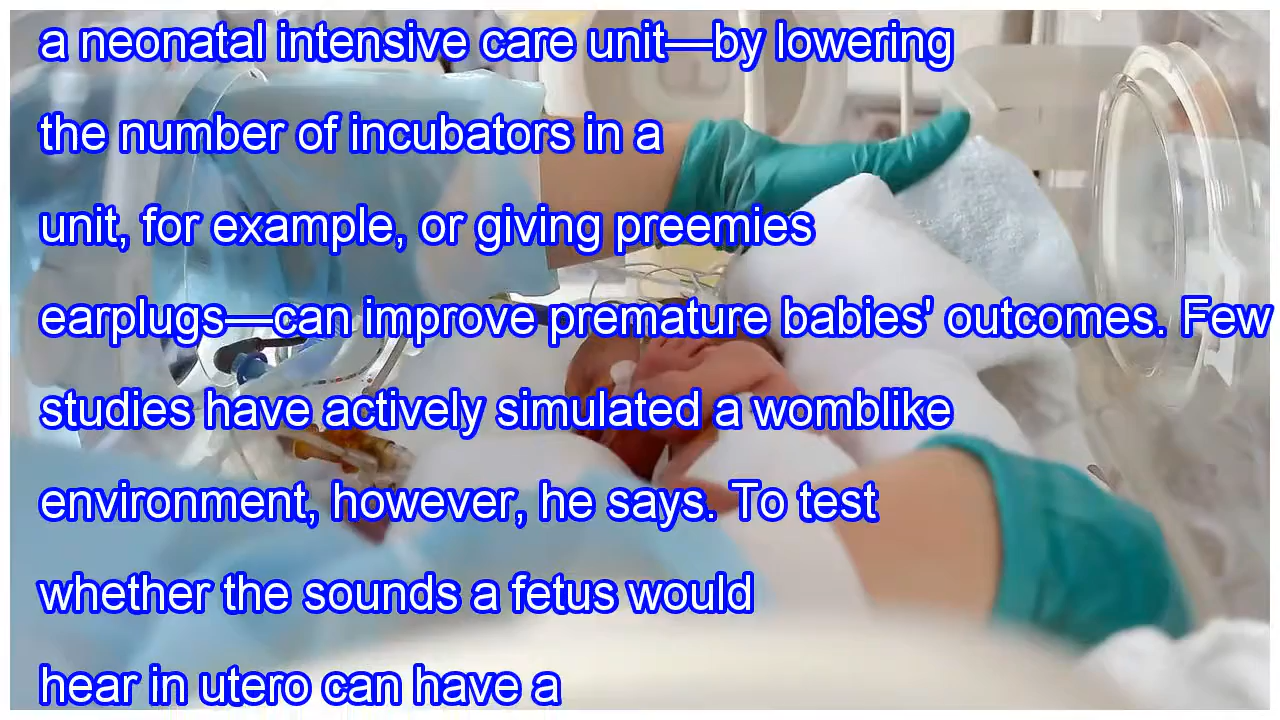 a neonatal intensive care unit—by lowering
the number of incubators in a
unit, for example, or giving preemies
earplugs—can improve premature babies' outcomes. Few
studies have actively simulated a womblike
environment, however, he says. To test
whether the sounds a fetus would
hear in utero can have a